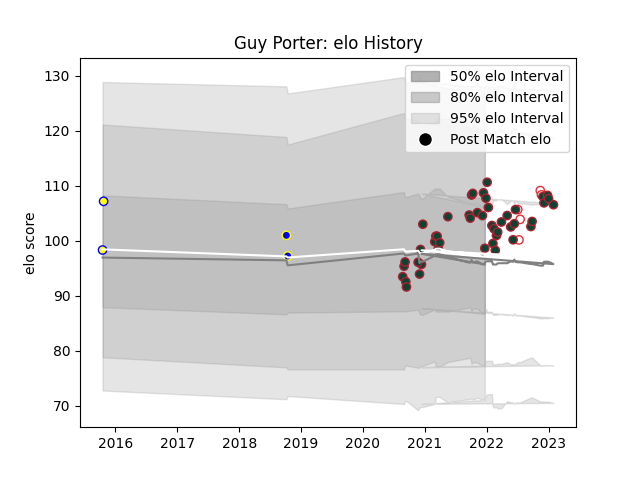 Guy Porter: elo History
50% elo Interval
80% elo Interval
95% elo Interval
Post Match elo
elo score
130
120
110
100
90
80
70
2016 2017 2018 2019 2020 2021 2022 2023